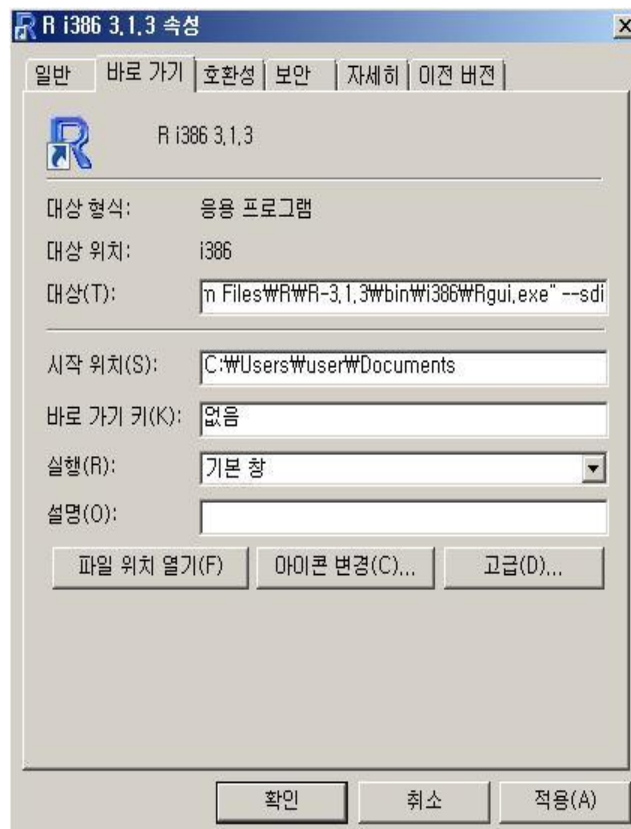 R i386 3.1.3 속성
일반 바로 가기 호환성 보안 자세히 이전 버전
R i386 3.1.3
대상 형식: 응용 프로그램
대상 위치: i386
대상(T): n Files₩R₩R-3.1.3₩bin₩i386₩Rgui.exe" --sdi
시작 위치(S): C:₩Users₩user₩Documents
바로 가기 키(K): 없음
실행(R): 기본 창
설명(O):
파일 위치 열기(F) 아이콘 변경(C)... 고급(D)...
확인 취소 적용(A)